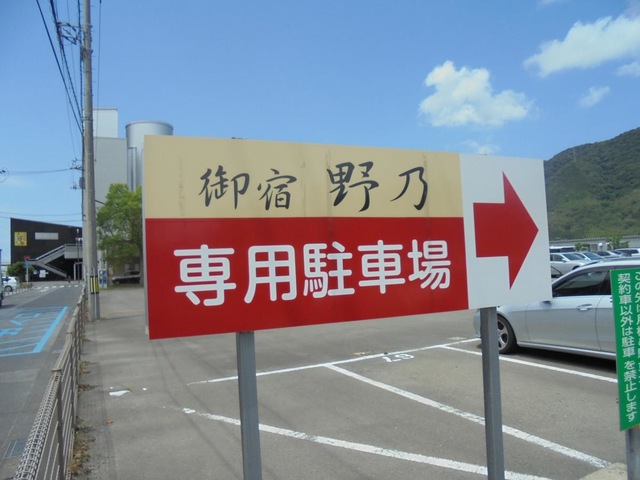 御宿 野乃
専用駐車場
契約車以外は駐車
を禁止します